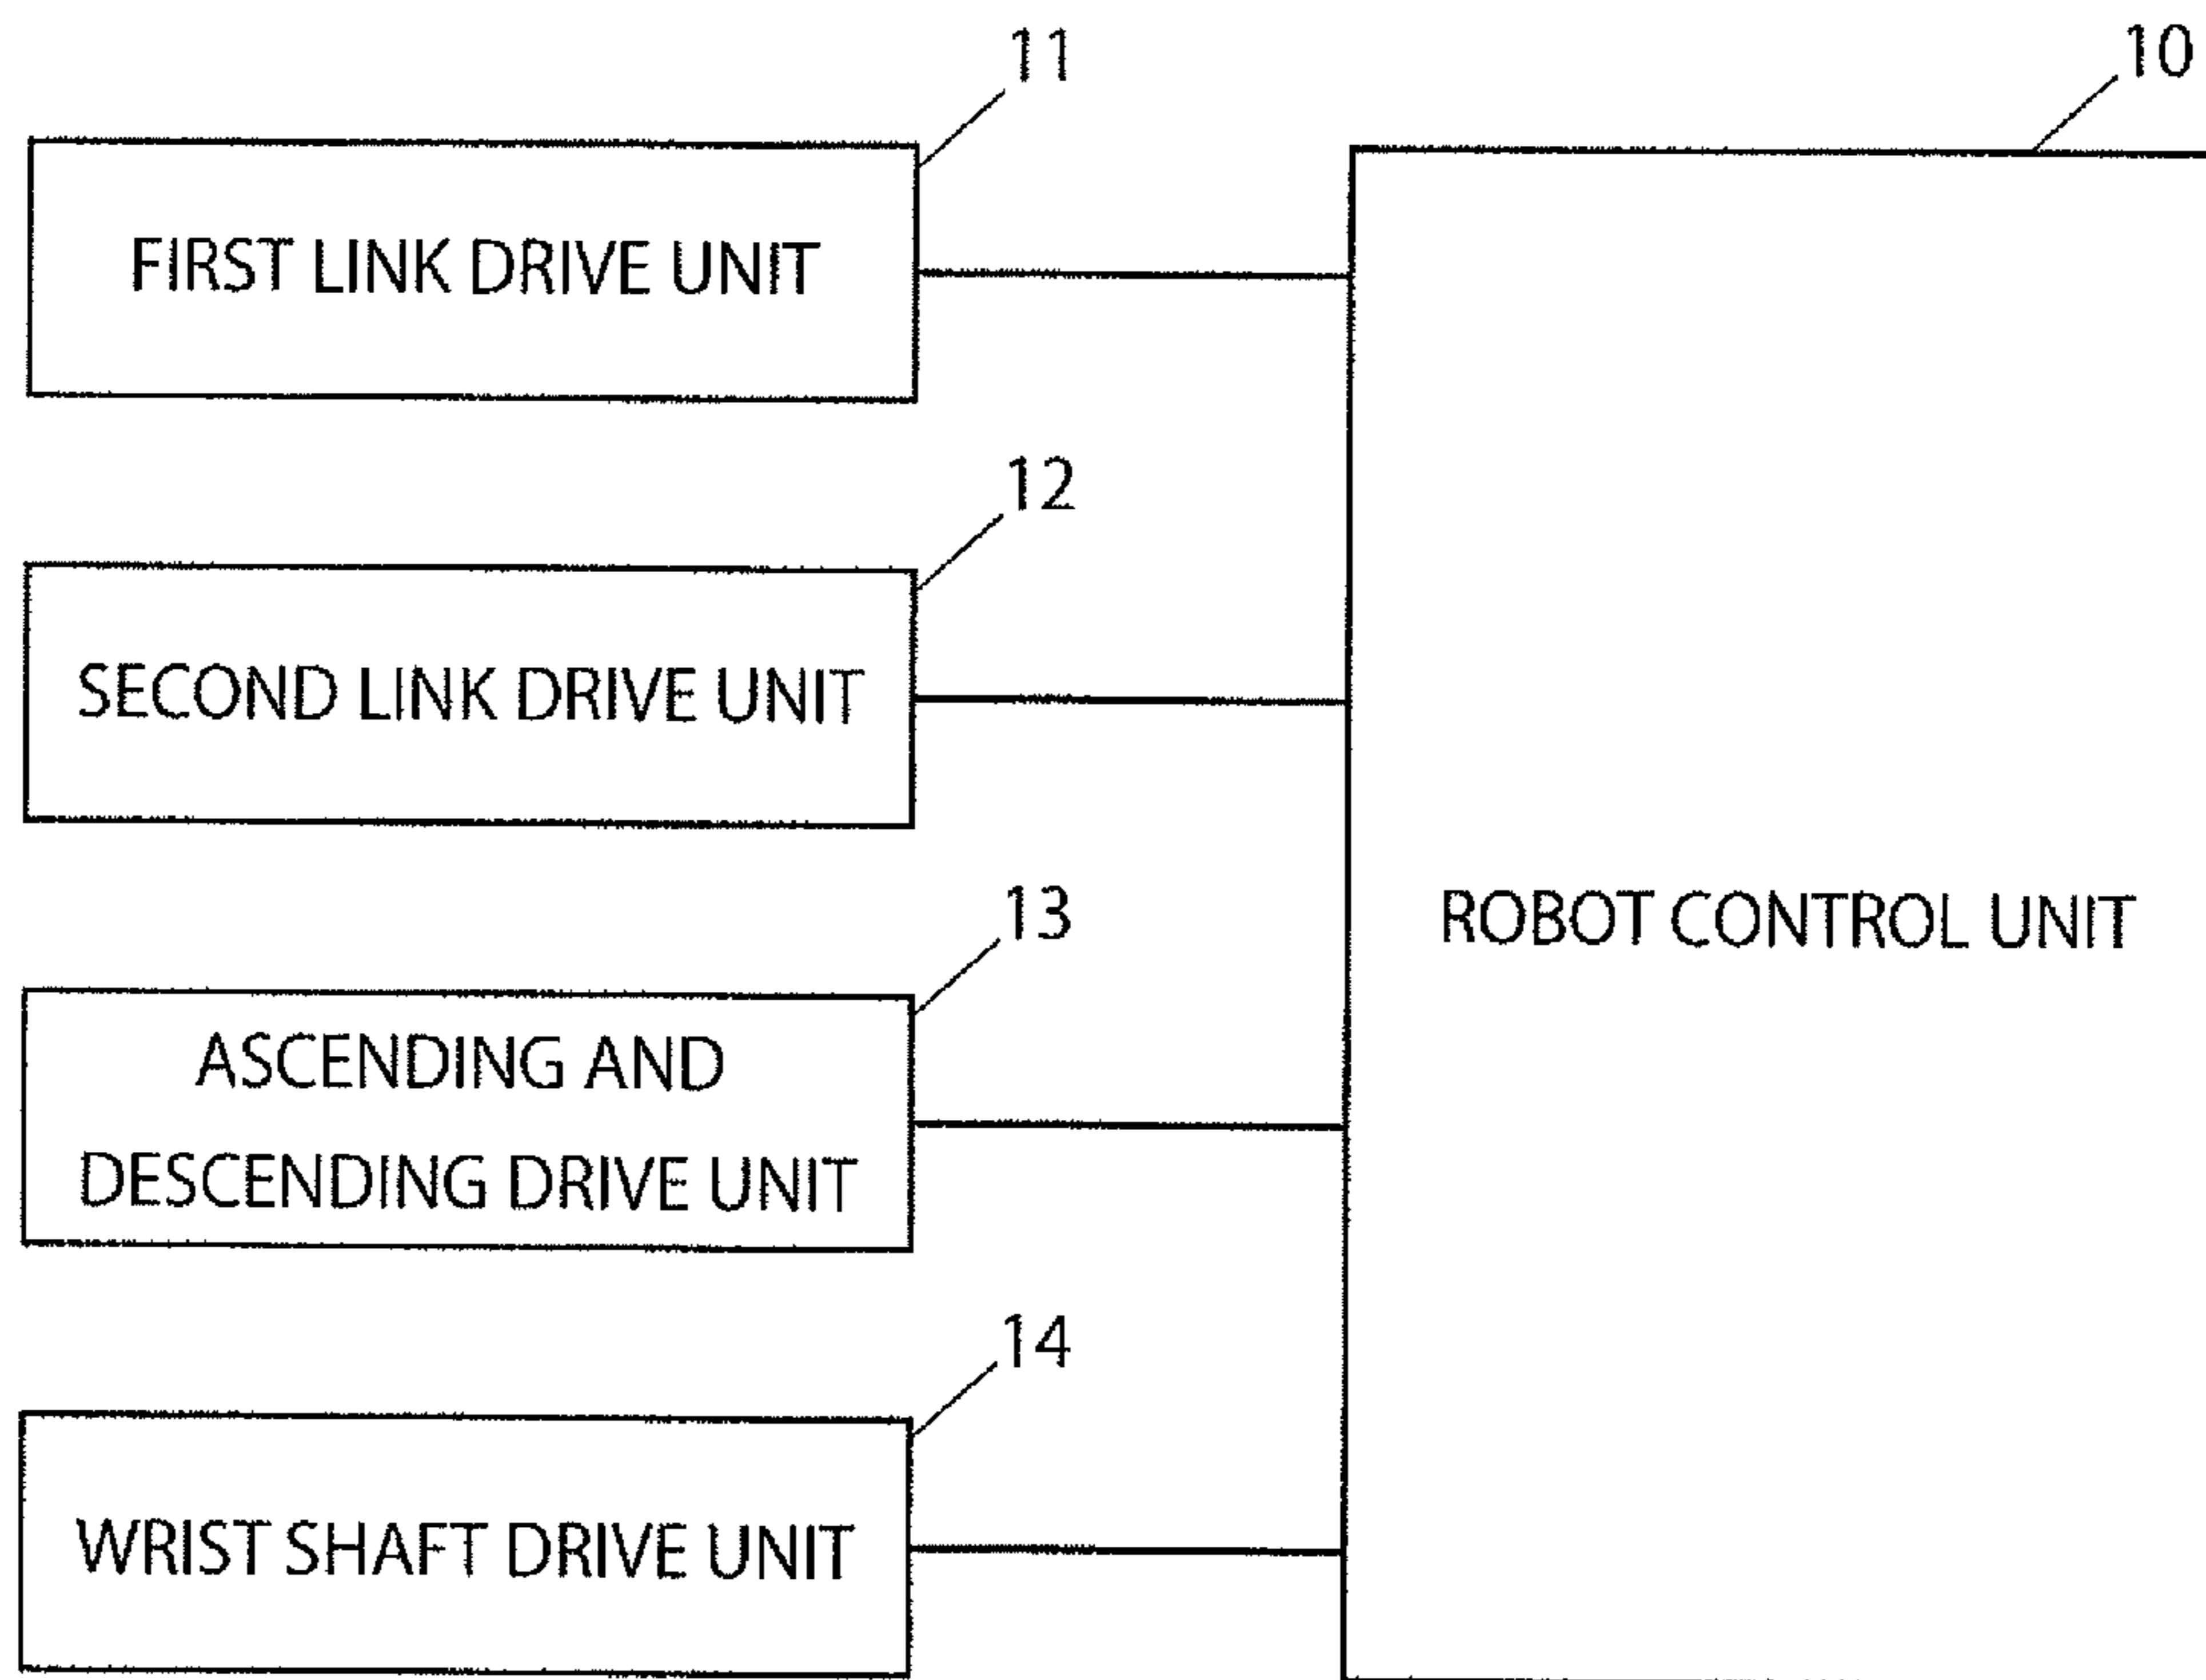 11
10
FIRST LINK DRIVE UNIT
12
SECOND LINK DRIVE UNIT
13
ROBOT CONTROL UNIT
ASCENDING AND
DESCENDING DRIVE UNIT
14
WRIST SHAFT DRIVE UNIT